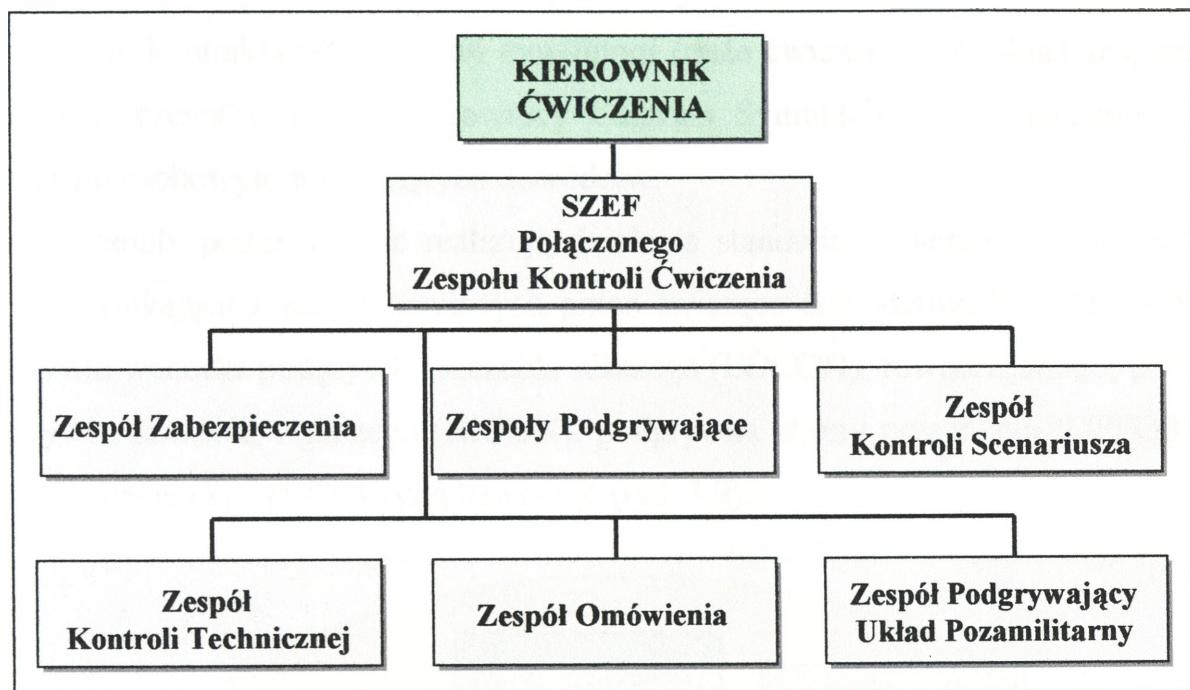 KIEROWNIK
ĆWICZENIA
SZEF
Połączonego
Zespołu Kontroli Ćwiczenia
Zespół Zabezpieczenia
Zespoły Podgrywające
Zespół
Kontroli Scenariusza
Zespół
Kontroli Technicznej
Zespół Omówienia
Zespół Podgrywający
Układ Pozamilitarny